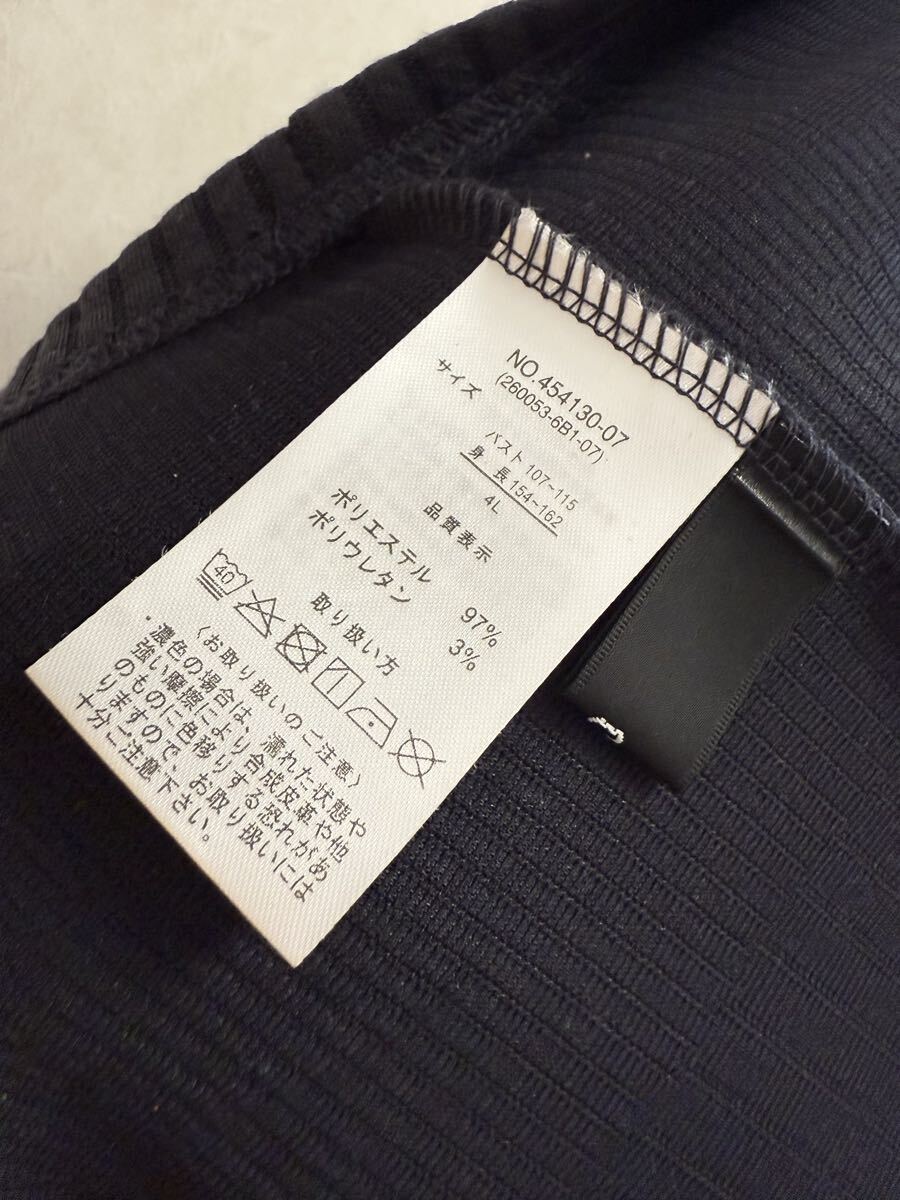 NO.454130-07
(260053-6B1-07)
サイズ
バスト 107~115
身 長 154~162
4L
品質表示
ポリエステル 97%
ポリウレタン 3%
取り扱い方
40
〈お取り扱いのご注意〉
・濃色の場合は、濡れた状態や
強い摩擦により合成皮革や他
のものに色移りする恐れがあ
りますので、お取り扱いには
十分ご注意下さい。